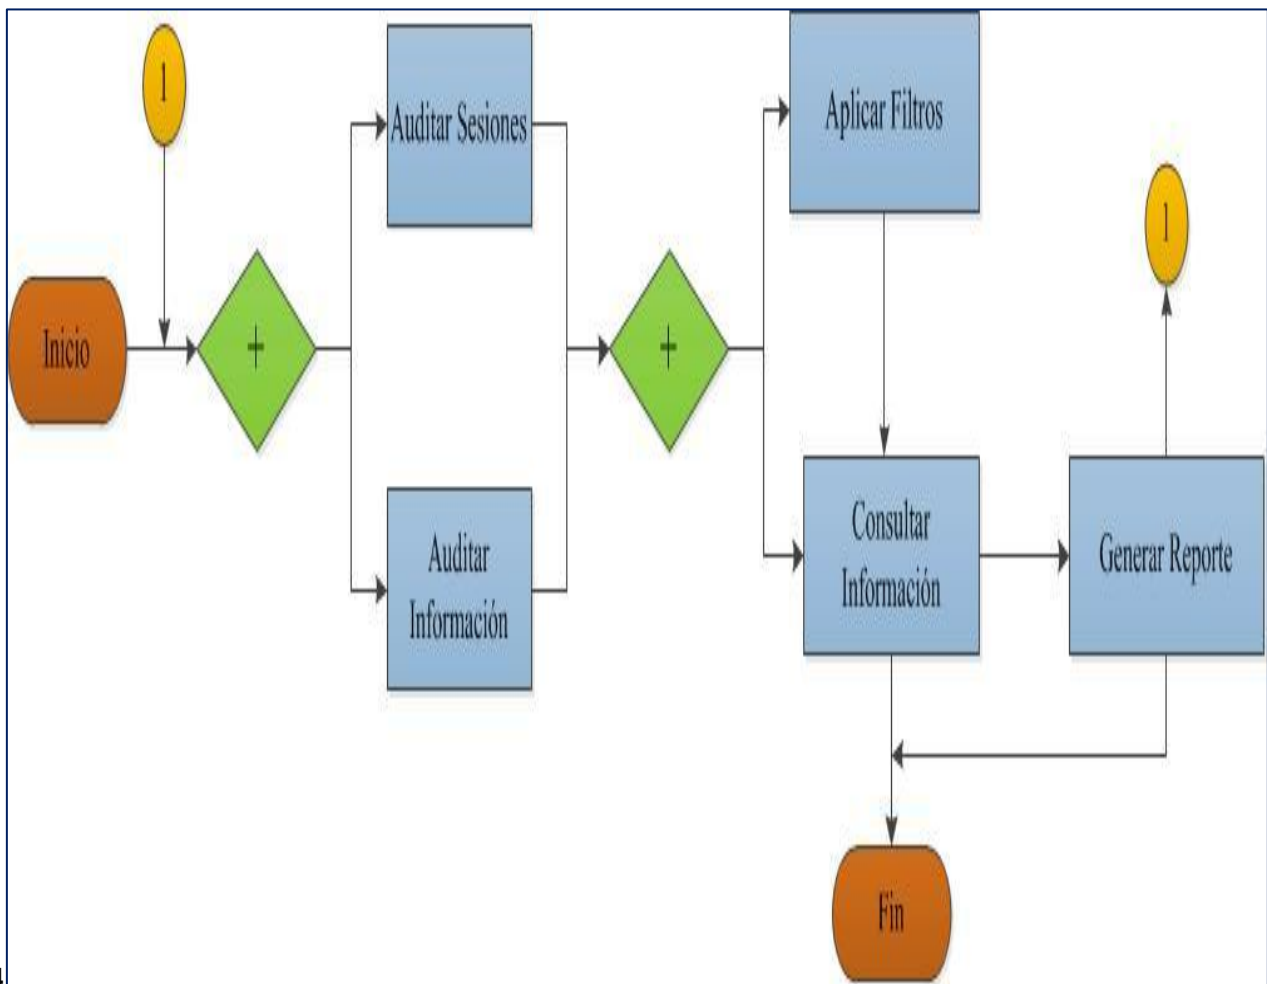 1
Auditar Sesiones
Aplicar Filtros
1
Inicio
+
+
Auditar
Información
Consultar
Información
Generar Reporte
Fin